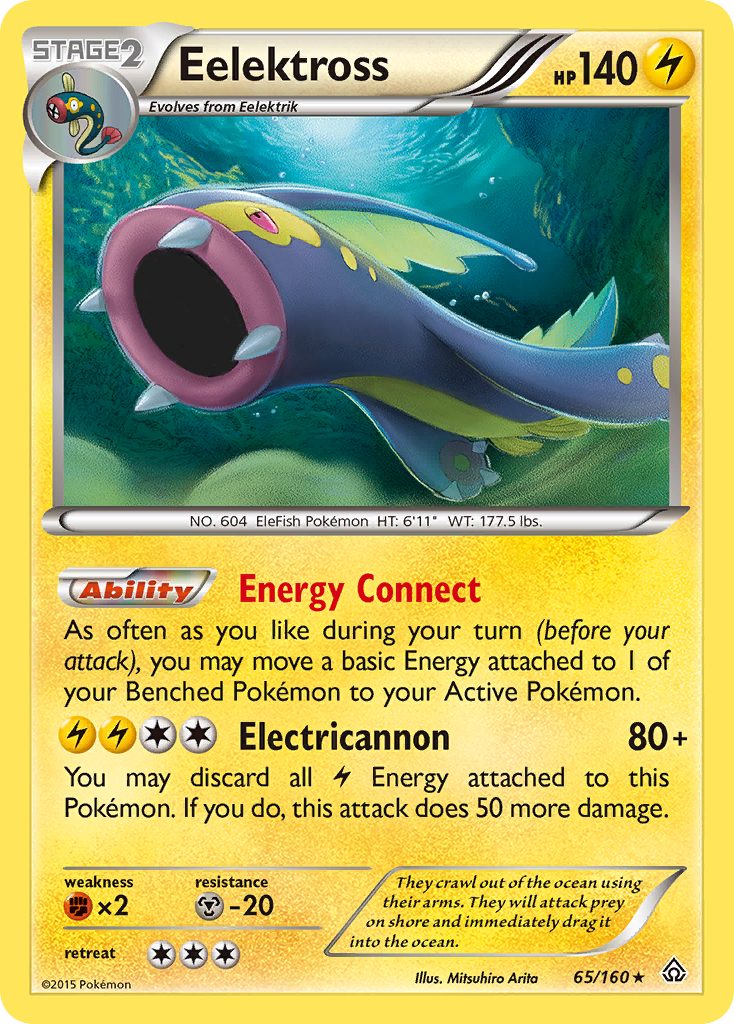 STAGE2
Eelektross
HP140
Evolves from Eelektrik
NO. 604 EleFish Pokémon HT: 6'11" WT: 177.5 lbs.
Ability Energy Connect
As often as you like during your turn (before your
attack), you may move a basic Energy attached to 1 of
your Benched Pokémon to your Active Pokémon.
Electricannon 80+
You may discard all Energy attached to this
Pokémon. If you do, this attack does 50 more damage.
weakness
×2
resistance
-20
retreat
They crawl out of the ocean using
their arms. They will attack prey
on shore and immediately drag it
into the ocean.
©2015 Pokémon
Illus. Mitsuhiro Arita
65/160 ★